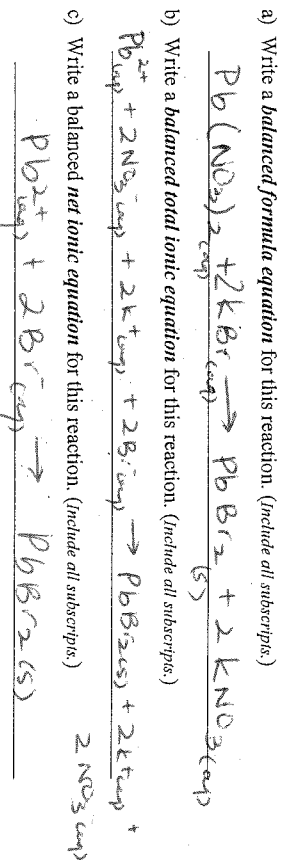 a) Write a balanced formula equation for this reaction. (Include all subscripts.)
Pb(NO3)2(aq) + 2KBr(aq) → PbBr2(s) + 2KNO3(aq)
b) Write a balanced total ionic equation for this reaction. (Include all subscripts.)
Pb2+(aq) + 2NO3-(aq) + 2K+(aq) + 2Br-(aq) → PbBr2(s) + 2K+(aq) +
2NO3(aq)
c) Write a balanced net ionic equation for this reaction. (Include all subscripts.)
Pb2+(aq) + 2Br-(aq) → PbBr2(s)